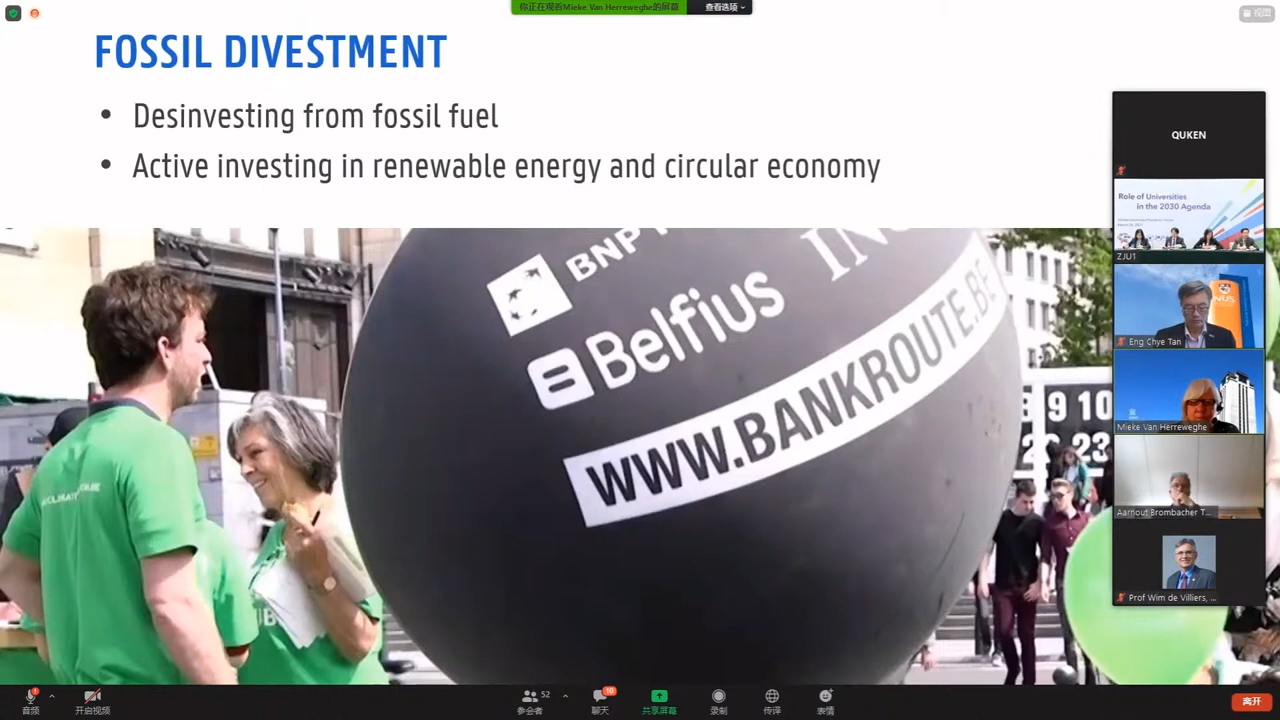 你正在观看Mieke Van Herreweghe的屏幕
查看选项
视图
FOSSIL DIVESTMENT
• Desinvesting from fossil fuel
• Active investing in renewable energy and circular economy
BNP
Belfius
ING
WWW.BANKROUTE.BE
9 10
23
QUKEN
Role of Universities
in the 2030 Agenda
ZJU1
NUS
Eng Chye Tan
Mieke Van Herreweghe
Aarnout Brombacher T...
Prof Wim de Villiers, ...
音频
开启视频
52
参会者
10
聊天
共享屏幕
录制
传译
表情
离开